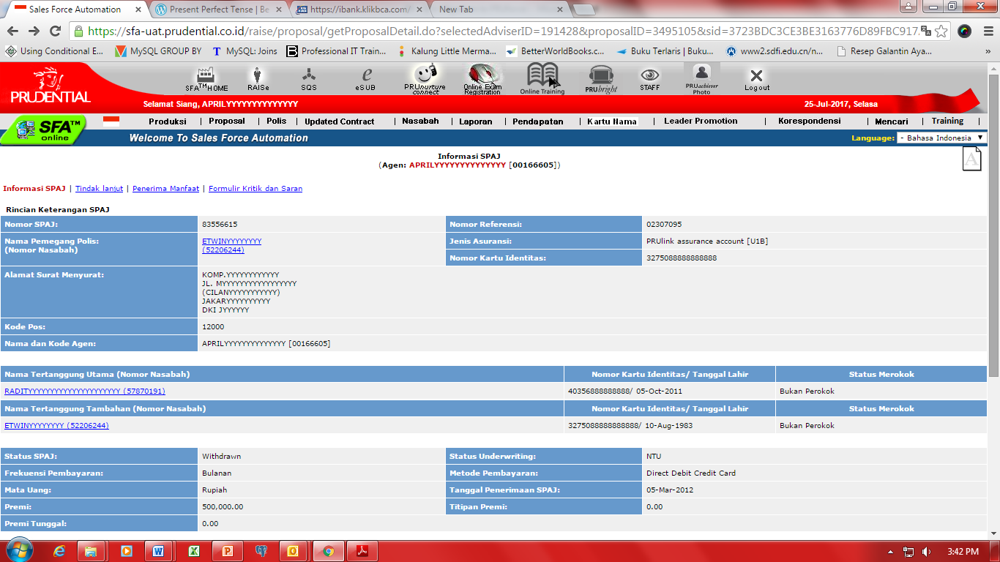 Sales Force Automation
Present Perfect Tense | Be
https://ibank.klikbca.com/
New Tab
https://sfa-uat.prudential.co.id/raise/proposal/getProposalDetail.do?selectedAdviserID=191428&proposalID=3495105&sid=3723BDC3CE3BE3163776D89FBC917.
Using Conditional E...
MySQL GROUP BY
MySQL: Joins
Professional IT Train...
Kalung Little Merma...
BetterWorldBooks.c...
Buku Terlaris | Buku...
www2.sdfi.edu.cn/n...
Resep Galantin Aya...
»
PRUDENTIAL
SFA™HOME
RAISe
SQS
eSUB
PRUnurture connect
Online Exam Registration
Online Training
PRUbright
STAFF
PRUachiever Photo
Logout
Selamat Siang, APRILYYYYYYYYYYYYYY
25-Jul-2017, Selasa
SFA™ online
Produksi | Proposal | Polis | Updated Contract | Nasabah | Laporan | Pendapatan | Kartu Nama | Leader Promotion | Korespondensi | Mencari | Training |
Welcome To Sales Force Automation
Language: - Bahasa Indonesia
Informasi SPAJ
(Agen: APRILYYYYYYYYYYYYYY [00166605])
A
Informasi SPAJ | Tindak lanjut | Penerima Manfaat | Formulir Kritik dan Saran
Rincian Keterangan SPAJ
Nomor SPAJ: 83556615 Nomor Referensi: 02307095
Nama Pemegang Polis: ETWINYYYYYYYY Jenis Asuransi: PRUlink assurance account [U1B]
(Nomor Nasabah) (52206244)
Nomor Kartu Identitas: 3275088888888888
Alamat Surat Menyurat: KOMP.YYYYYYYYYYYY
JL. MYYYYYYYYYYYYYYYYY
(CILANYYYYYYYYYYY)
JAKARYYYYYYYYYY
DKI JYYYYYY
Kode Pos: 12000
Nama dan Kode Agen: APRILYYYYYYYYYYYYYY [00166605]
Nama Tertanggung Utama (Nomor Nasabah) Nomor Kartu Identitas/ Tanggal Lahir Status Merokok
RADITYYYYYYYYYYYYYYYYYYYYY (57870191) 40356888888888/ 05-Oct-2011 Bukan Perokok
Nama Tertanggung Tambahan (Nomor Nasabah) Nomor Kartu Identitas/ Tanggal Lahir Status Merokok
ETWINYYYYYYYY (52206244) 3275088888888888/ 10-Aug-1983 Bukan Perokok
Status SPAJ: Withdrawn Status Underwriting: NTU
Frekuensi Pembayaran: Bulanan Metode Pembayaran: Direct Debit Credit Card
Mata Uang: Rupiah Tanggal Penerimaan SPAJ: 05-Mar-2012
Premi: 500,000.00 Titipan Premi: 0.00
Premi Tunggal: 0.00
3:42 PM